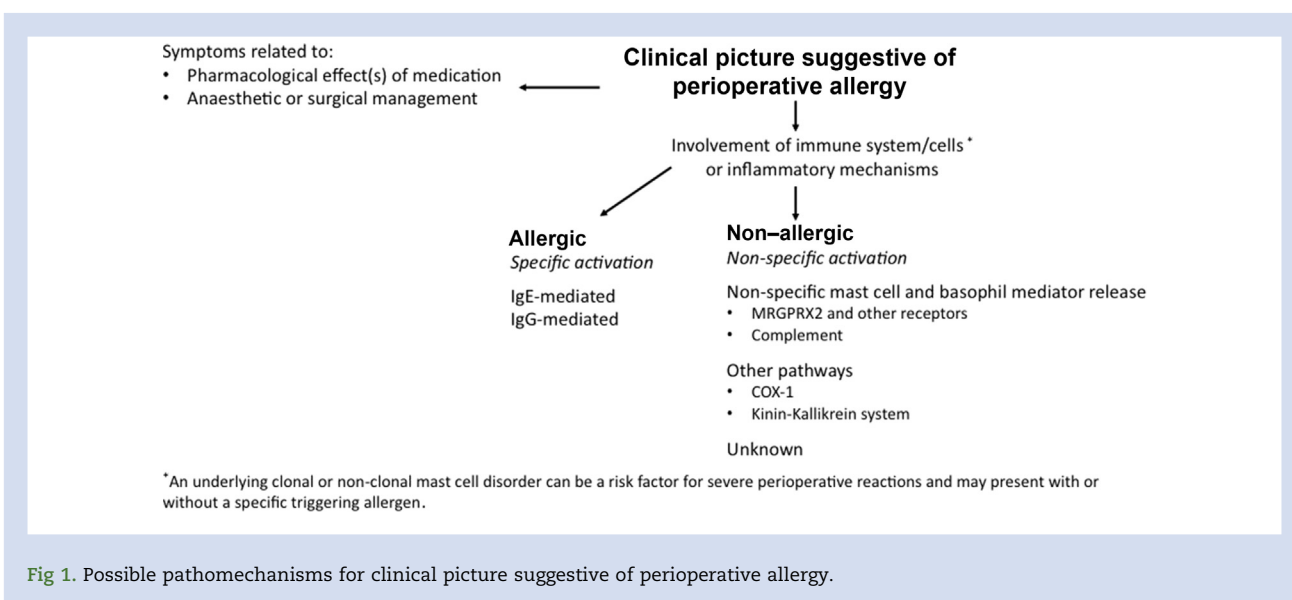 Symptoms related to:
• Pharmacological effect(s) of medication
• Anaesthetic or surgical management
Clinical picture suggestive of
perioperative allergy
Involvement of immune system/cells*
or inflammatory mechanisms
Allergic
Specific activation
IgE-mediated
IgG-mediated
Non–allergic
Non-specific activation
Non-specific mast cell and basophil mediator release
• MRGPRX2 and other receptors
• Complement
Other pathways
• COX-1
• Kinin-Kallikrein system
Unknown
*An underlying clonal or non-clonal mast cell disorder can be a risk factor for severe perioperative reactions and may present with or
without a specific triggering allergen.
Fig 1. Possible pathomechanisms for clinical picture suggestive of perioperative allergy.